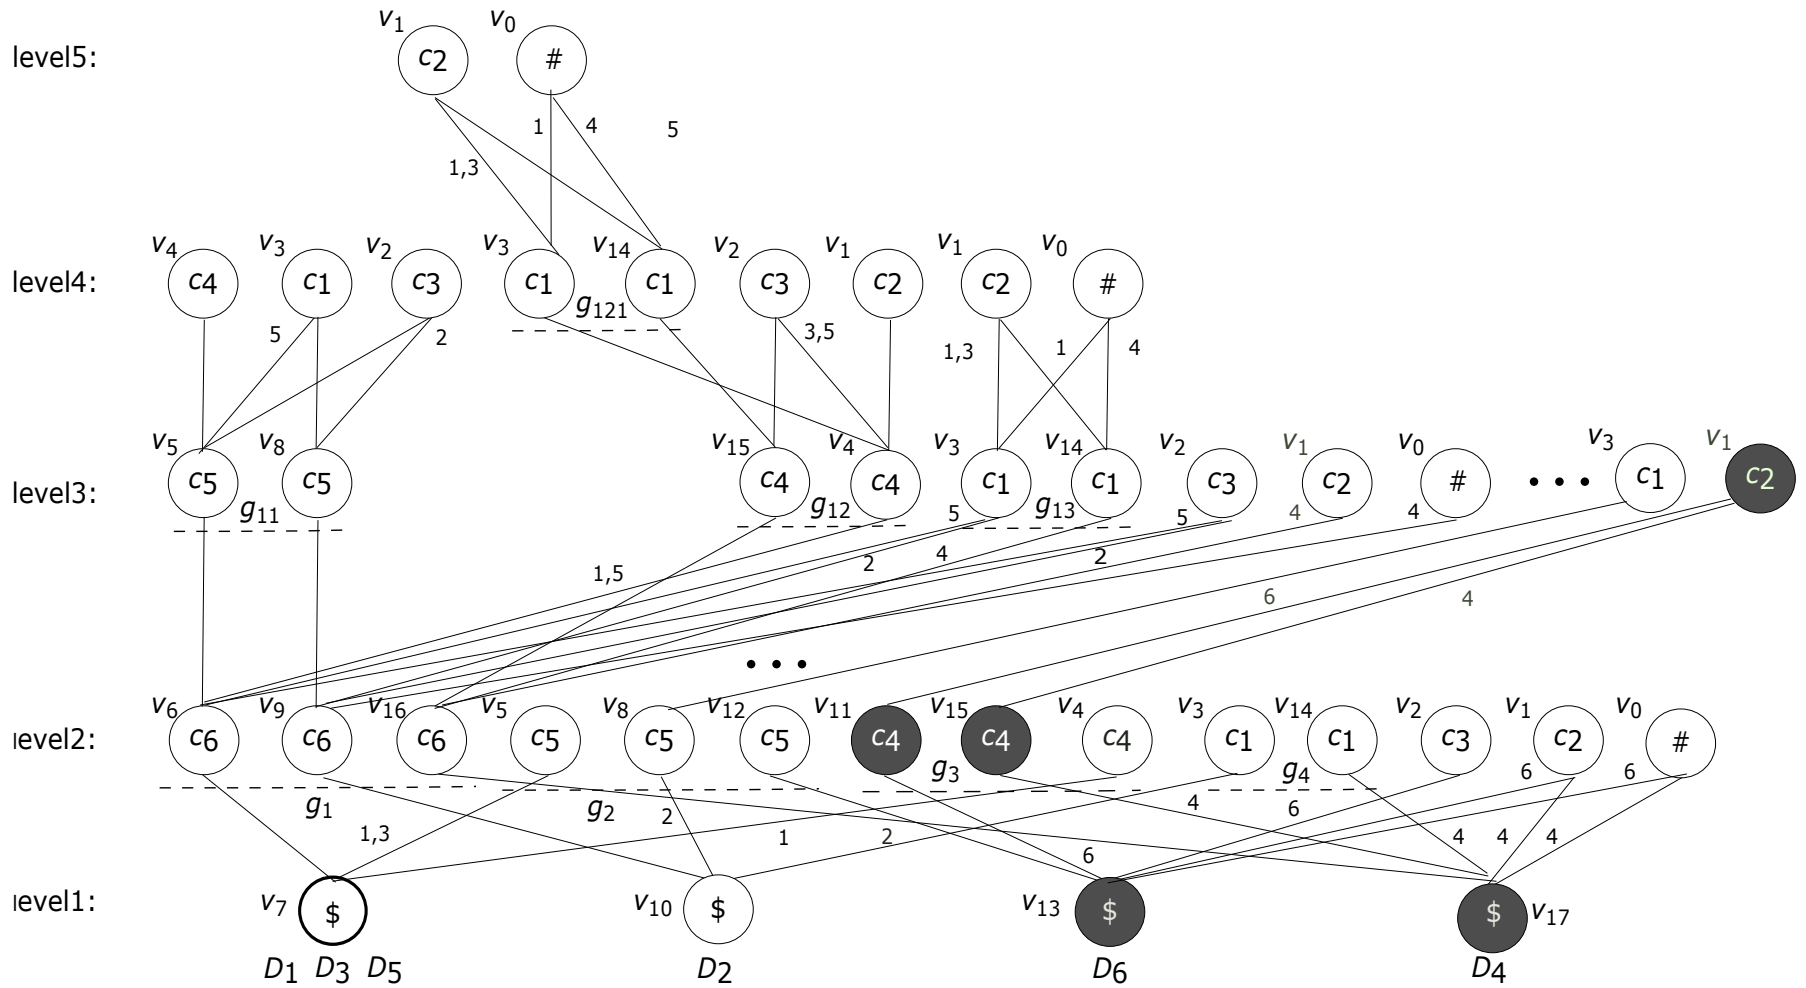 v1 v0
level5: c2 #
1 4 5
1,3
v4 v3 v2 v3 v14 v2 v1 v1 v0
level4: c4 c1 c3 c1 c1 c3 c2 c2 #
g121
5 2 3,5 1,3 1 4
v5 v8 v15 v4 v3 v14 v2 v1 v0 v3 v1
level3: c5 c5 c4 c4 c1 c1 c3 c2 # • • • c1 c2
g11 g12 5 g13 5 4 4
1,5 2 4 2 6 4
• • •
v6 v9 v16 v5 v8 v12 v11 v15 v4 v3 v14 v2 v1 v0
level2: c6 c6 c6 c5 c5 c5 c4 c4 c4 c1 c1 c3 c2 #
g1 g2 g3 g4 6 6
1,3 2 1 2 6 4 6 4 4 4
level1: v7 $ v10 $ v13 $ $ v17
D1 D3 D5 D2 D6 D4